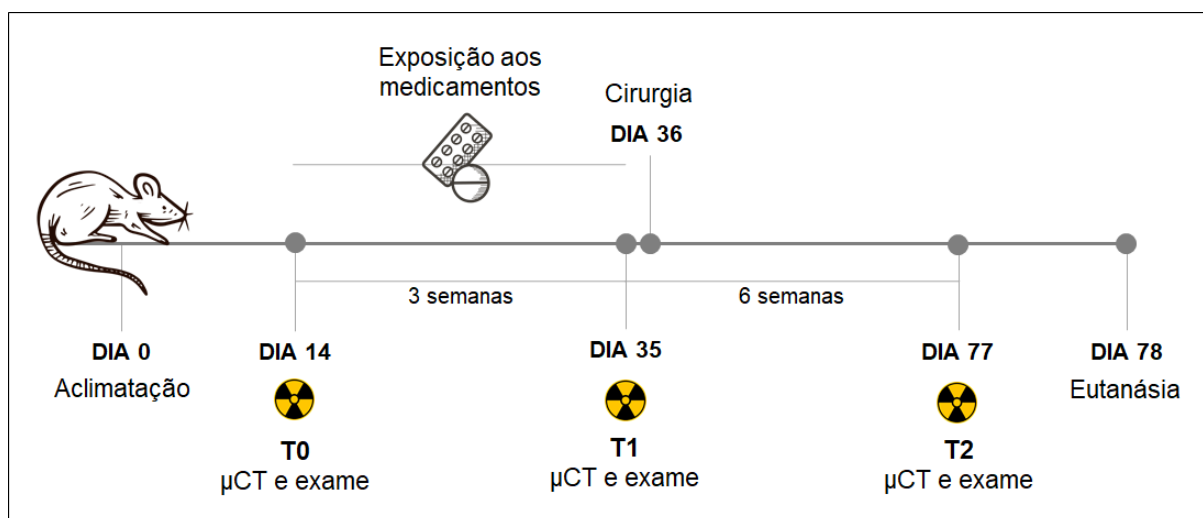 Exposição aos
medicamentos
Cirurgia
DIA 36
3 semanas
6 semanas
DIA 0
Aclimatação
DIA 14
T0
µCT e exame
DIA 35
T1
µCT e exame
DIA 77
T2
µCT e exame
DIA 78
Eutanásia